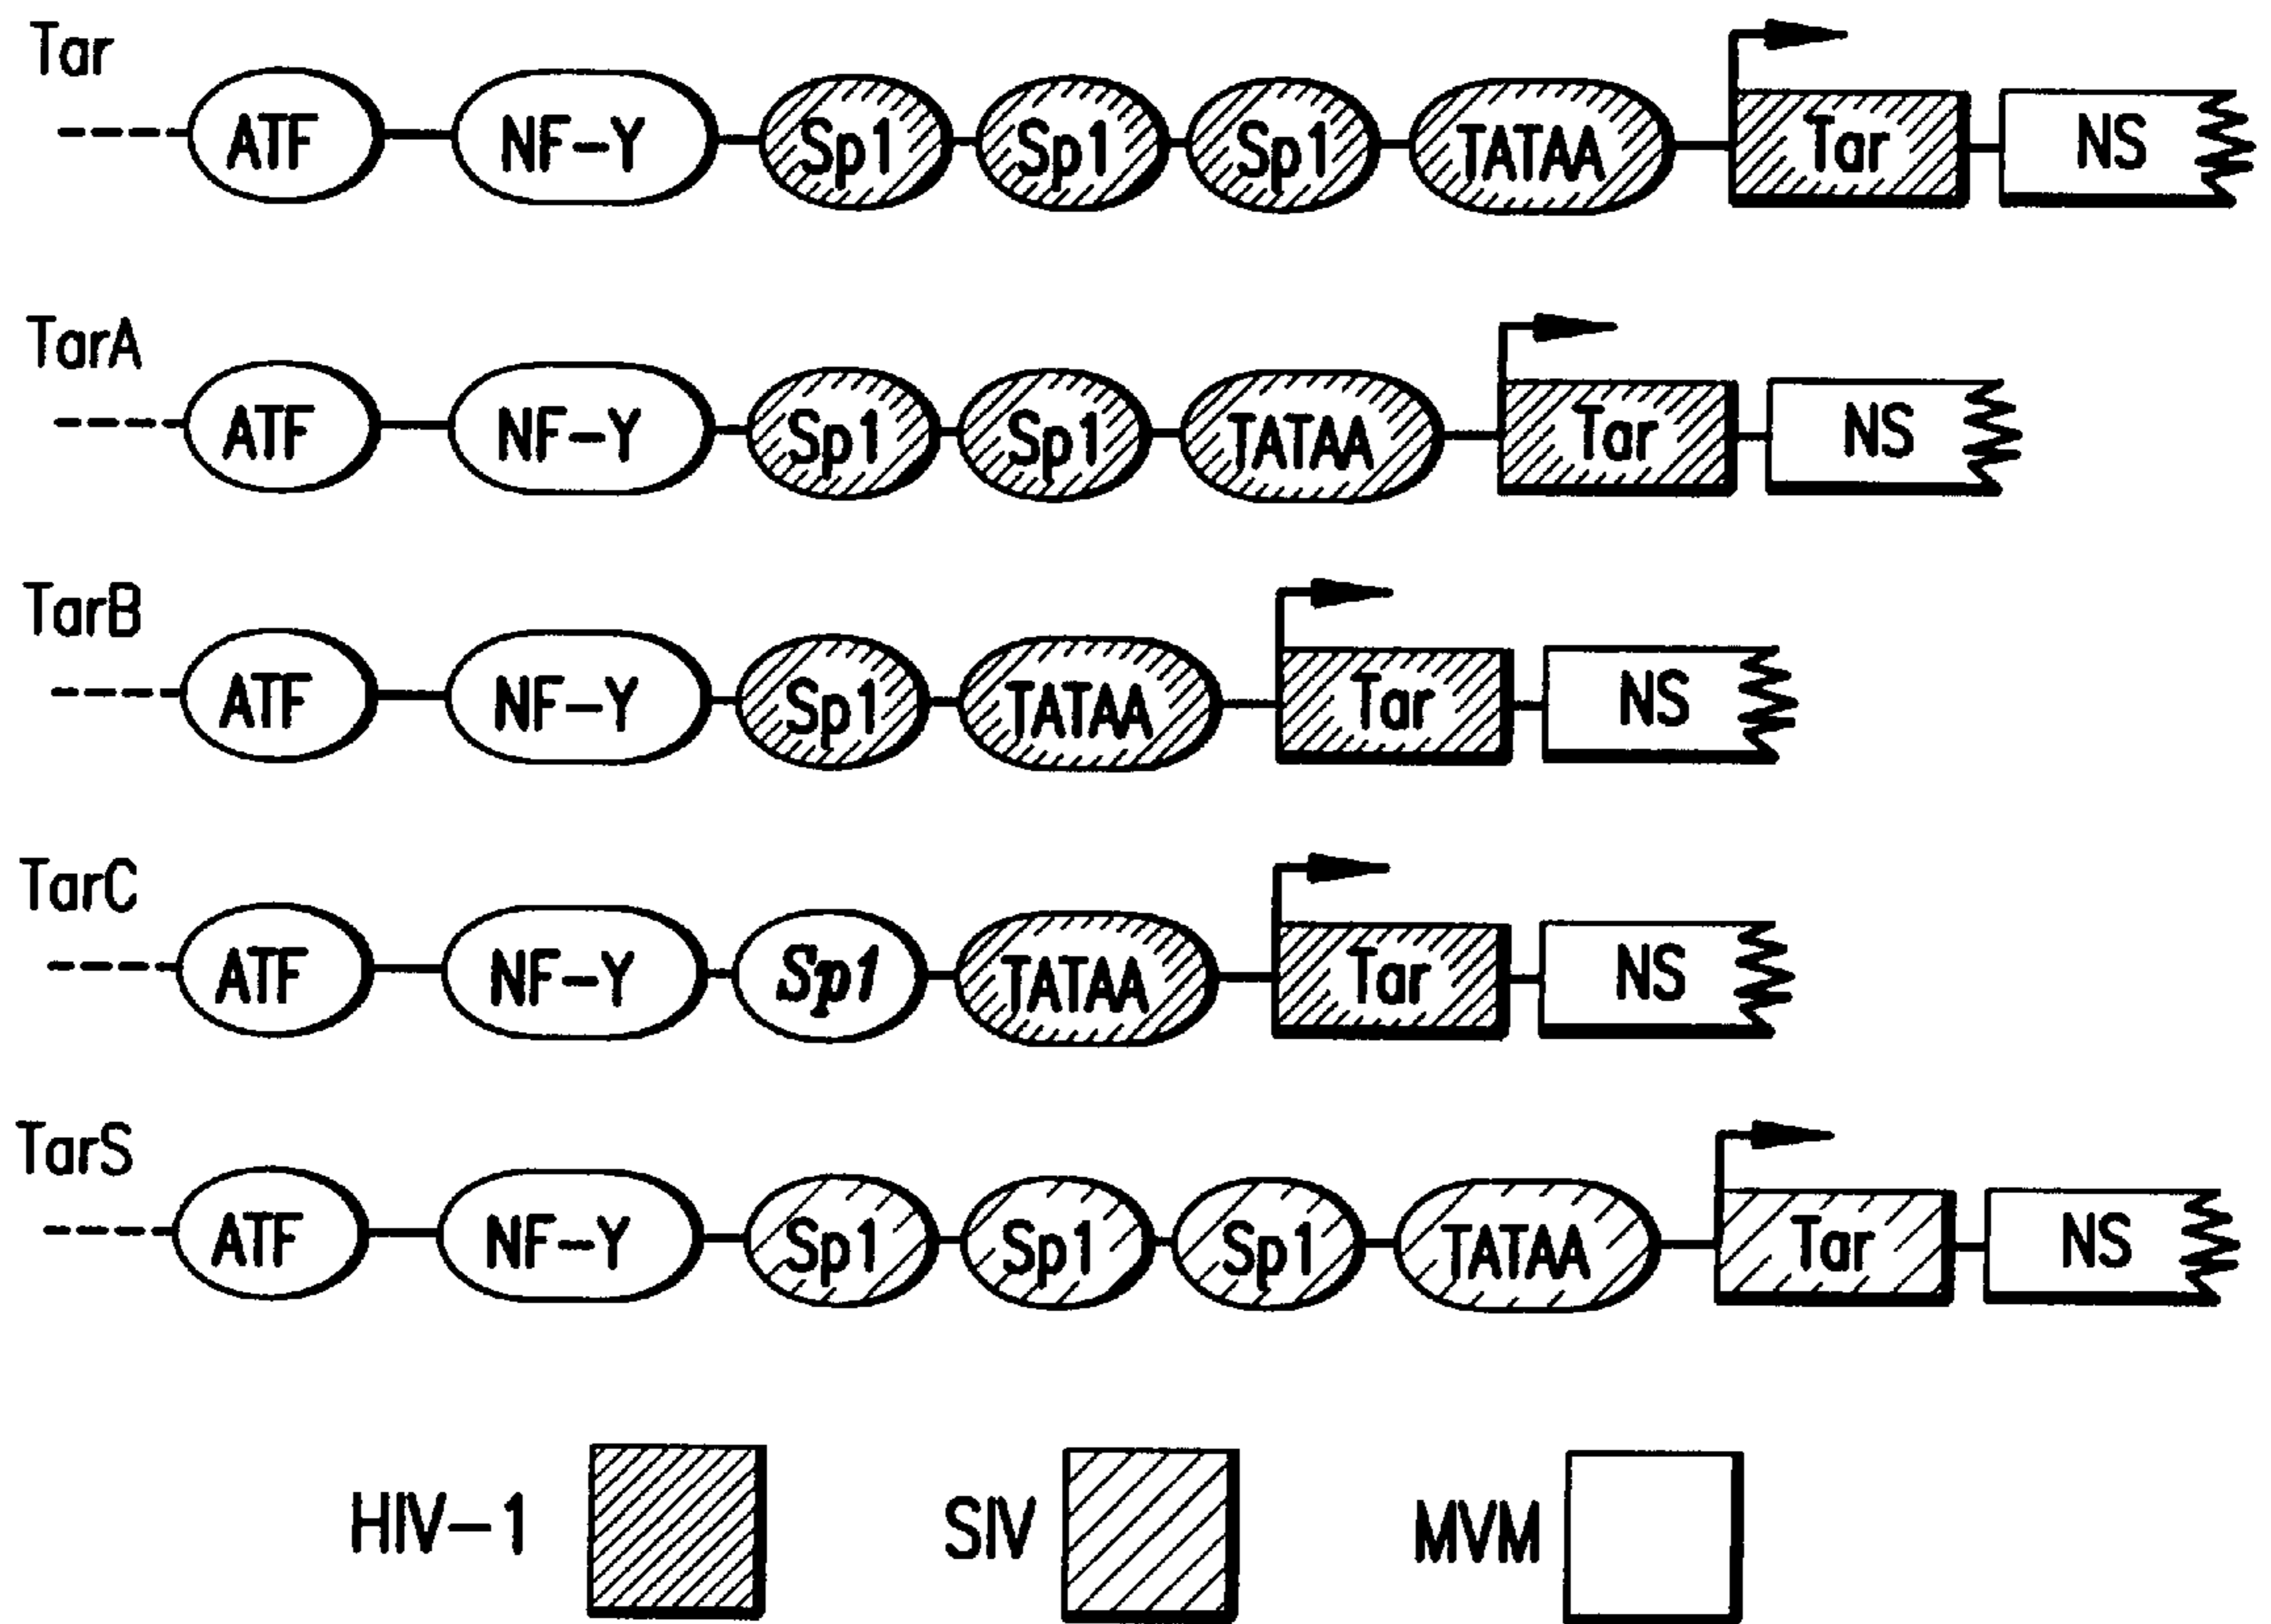 Tar
ATF NF-Y Sp1 Sp1 Sp1 TATAA Tar NS
TarA
ATF NF-Y Sp1 Sp1 TATAA Tar NS
TarB
ATF NF-Y Sp1 TATAA Tar NS
TarC
ATF NF-Y Sp1 TATAA Tar NS
TarS
ATF NF-Y Sp1 Sp1 Sp1 TATAA Tar NS
HIV-1 SIV MVM